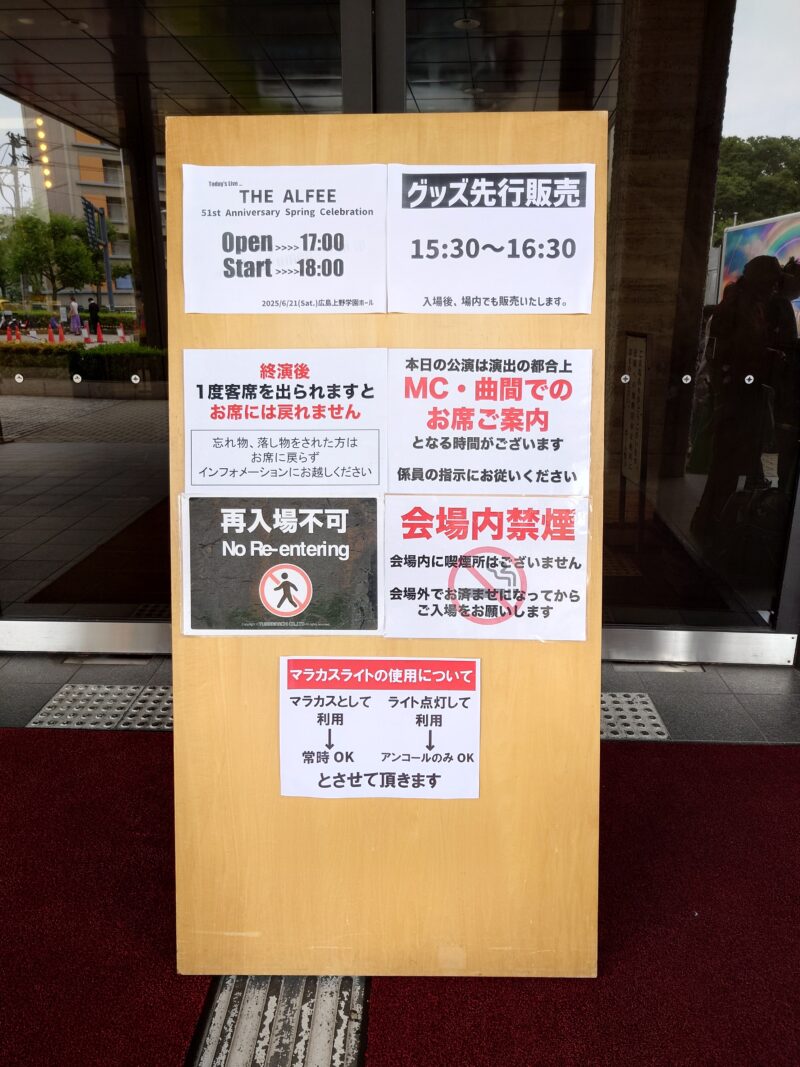 Today's Live ...
THE ALFEE
51st Anniversary Spring Celebration
Open >>>> 17:00
Start >>>> 18:00
2025/6/21(Sat.)広島上野学園ホール
グッズ先行販売
15:30〜16:30
入場後、場内でも販売いたします。
終演後
1度客席を出られますと
お席には戻れません
忘れ物、落し物をされた方は
お席に戻らず
インフォメーションにお越しください
本日の公演は演出の都合上
MC・曲間での
お席ご案内
となる時間がございます
係員の指示にお従いください
再入場不可
No Re-entering
会場内禁煙
会場内に喫煙所はございません
会場外でお済ませになってから
ご入場をお願いします
マラカスライトの使用について
マラカスとして
利用
↓
常時 OK
ライト点灯して
利用
↓
アンコールのみ OK
とさせて頂きます